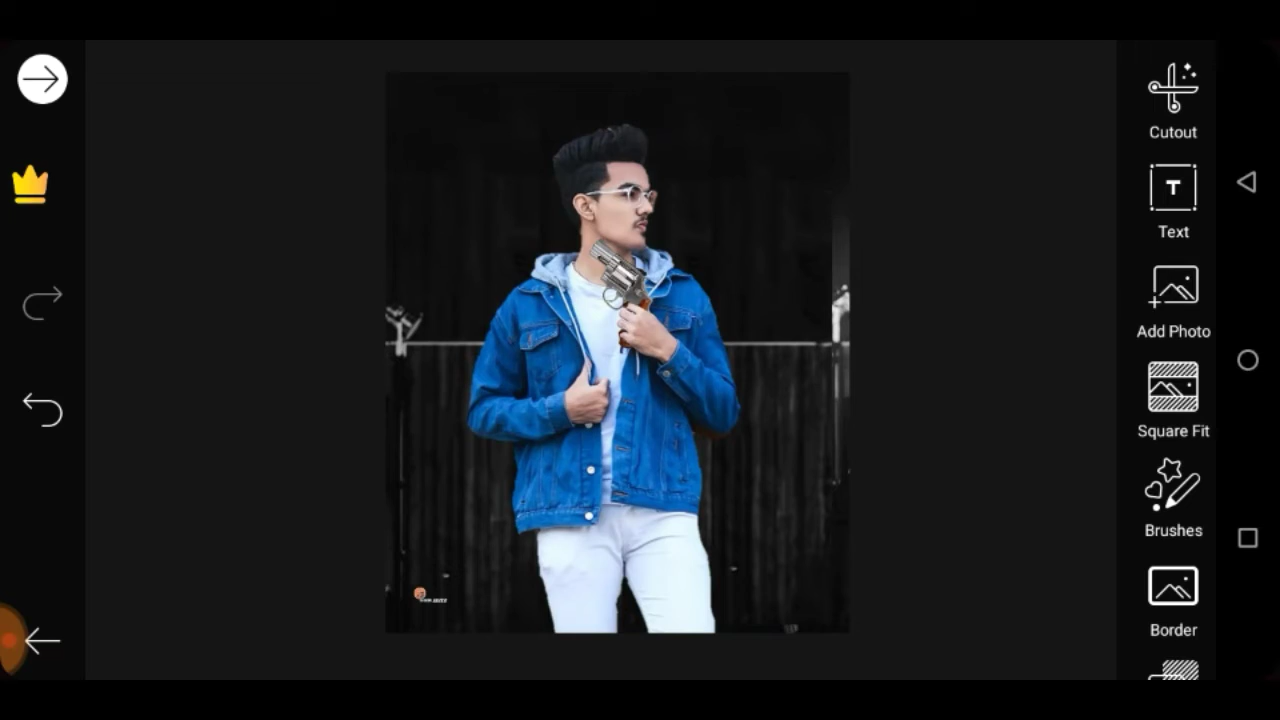 Cutout
Text
Add Photo
Square Fit
Brushes
Border